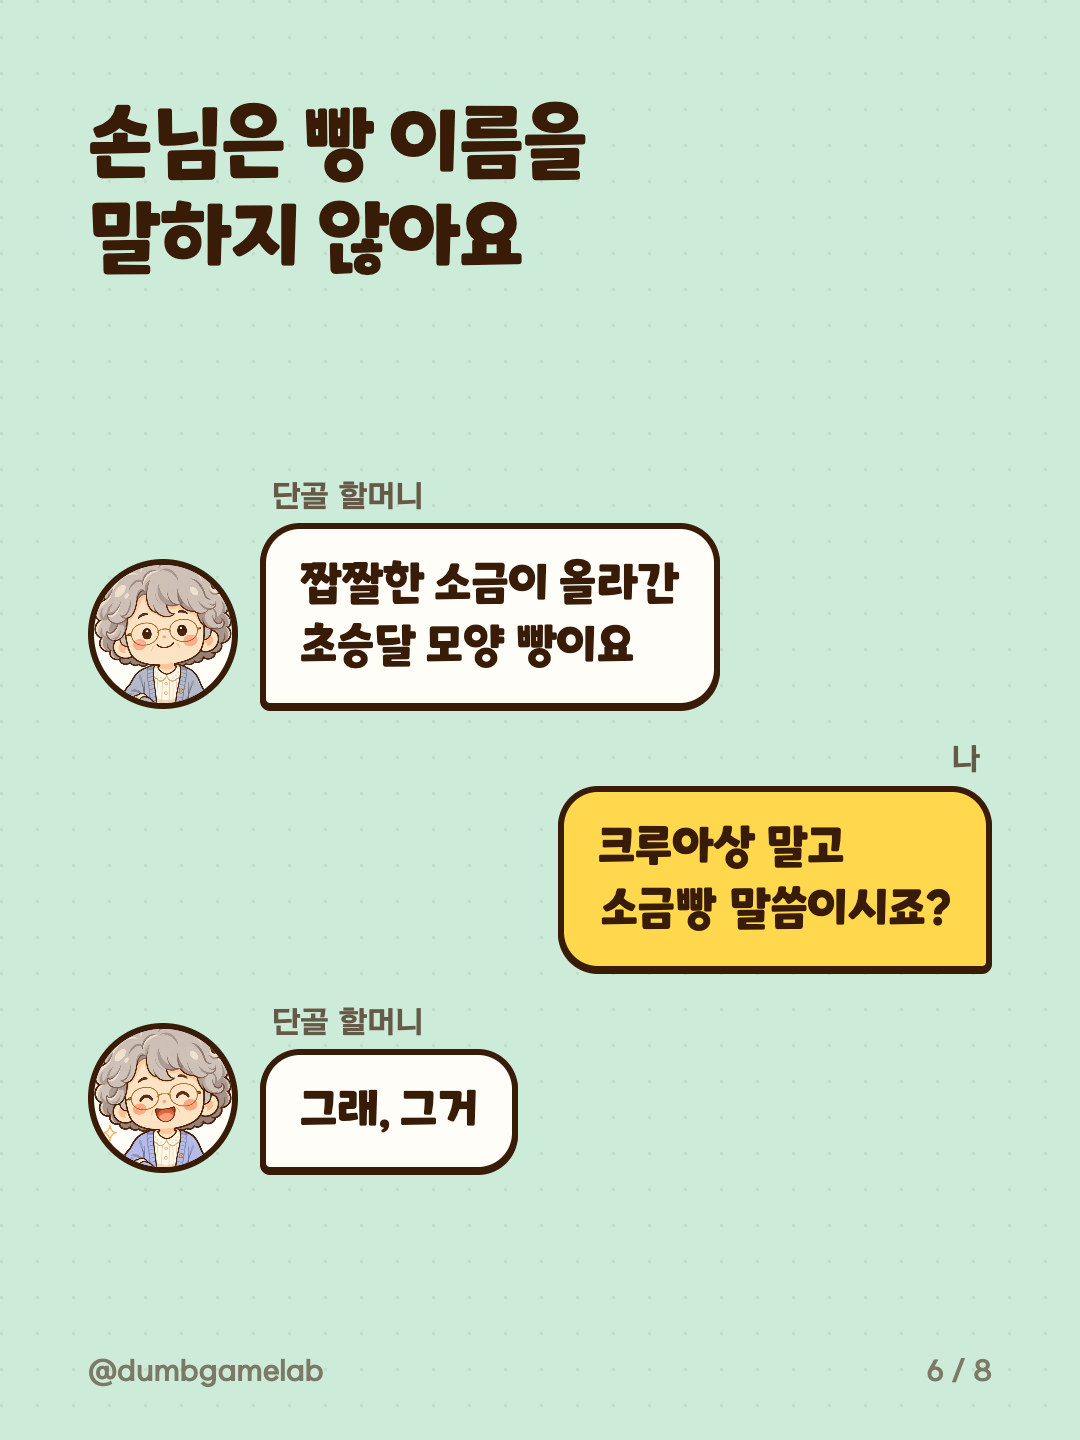 손님은 빵 이름을
말하지 않아요
단골 할머니
짭짤한 소금이 올라간
초승달 모양 빵이요
나
크루아상 말고
소금빵 말씀이시죠?
단골 할머니
그래, 그거
@dumbgamelab
6 / 8